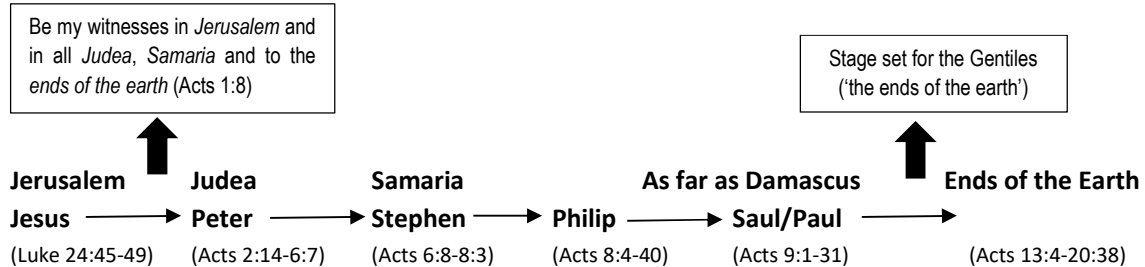 Be my witnesses in Jerusalem and
in all Judea, Samaria and to the
ends of the earth (Acts 1:8)
Stage set for the Gentiles
(‘the ends of the earth’)
Jerusalem Judea Samaria As far as Damascus Ends of the Earth
Jesus Peter Stephen Philip Saul/Paul
(Luke 24:45-49) (Acts 2:14-6:7) (Acts 6:8-8:3) (Acts 8:4-40) (Acts 9:1-31) (Acts 13:4-20:38)